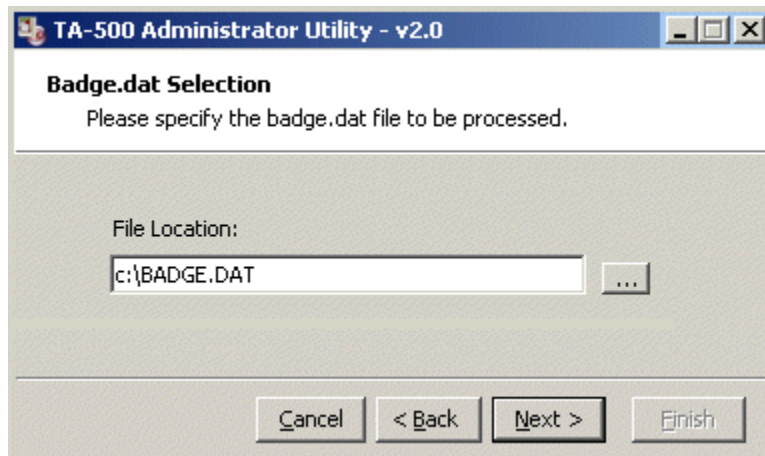 TA-500 Administrator Utility - v2.0
Badge.dat Selection
Please specify the badge.dat file to be processed.
File Location:
c:\BADGE.DAT
...
Cancel < Back Next > Finish